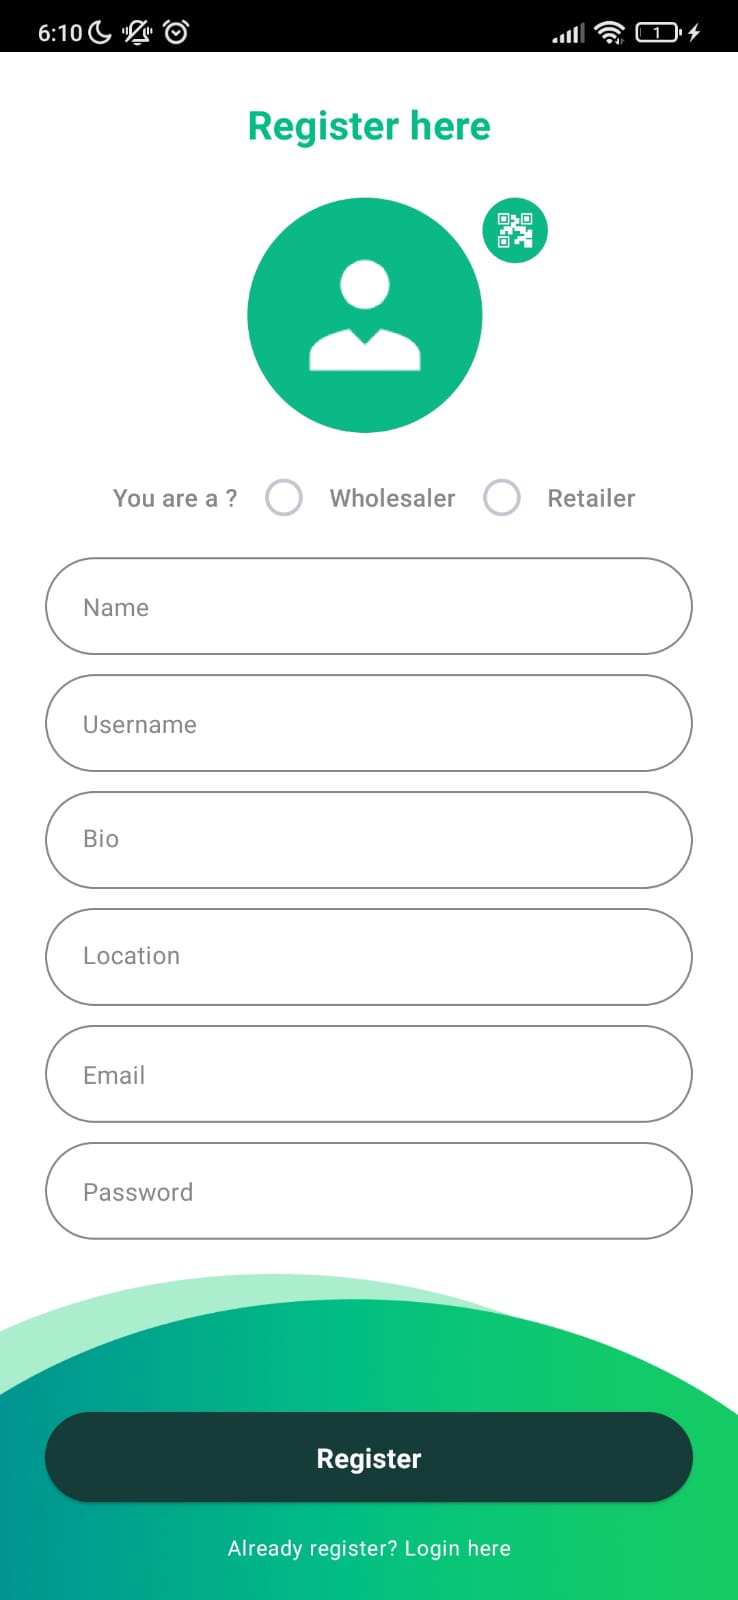 6:10
1
Register here
You are a ? Wholesaler Retailer
Name
Username
Bio
Location
Email
Password
Register
Already register? Login here